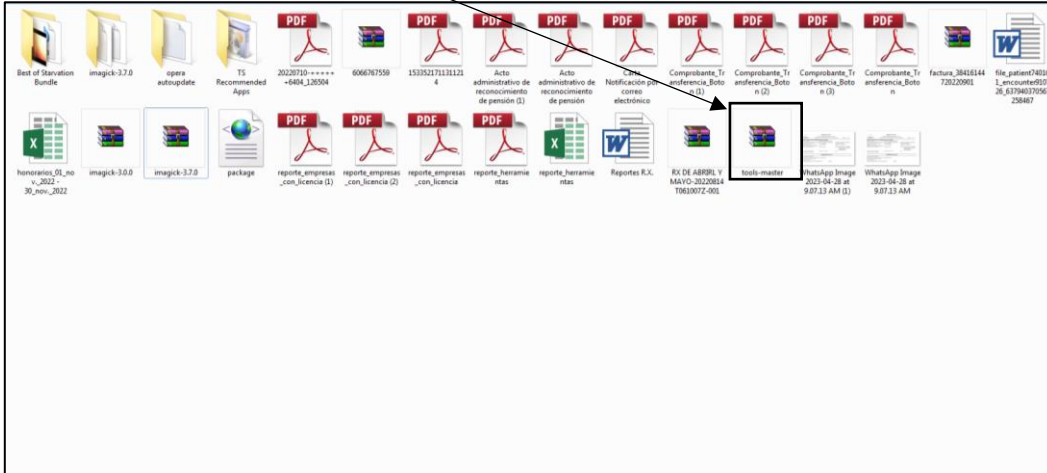 PDF PDF PDF PDF PDF PDF PDF PDF PDF
Best of Starvation
Bundle
imagick-3.7.0
opera
autoupdate
TS
Recommended
Apps
20220710+++++
+6404_126504
6066767559
153352171131121
4
Acto
administrativo de
reconocimiento
de pensión (1)
Acto
administrativo de
reconocimiento
de pensión
Carta
Notificación por
correo
electrónico
Comprobante_Tr
ansferencia_Boto
n (1)
Comprobante_Tr
ansferencia_Boto
n (2)
Comprobante_Tr
ansferencia_Boto
n (3)
Comprobante_Tr
ansferencia_Boto
n
factura_38416144
720220901
PDF PDF PDF PDF
honorarios_01_no
v._2022 -
30_nov._2022
imagick-3.0.0
imagick-3.7.0
package
reporte_empresas
_con_licencia (1)
reporte_empresas
_con_licencia (2)
reporte_empresas
_con_licencia
reporte_herramie
ntas
reporte_herramie
ntas
Reportes R.X.
RX DE ABRIRL Y
MAYO-20220814
T061007Z-001
tools-master
WhatsApp Image
2023-04-28 at
9.07.13 AM (1)
WhatsApp Image
2023-04-28 at
9.07.13 AM